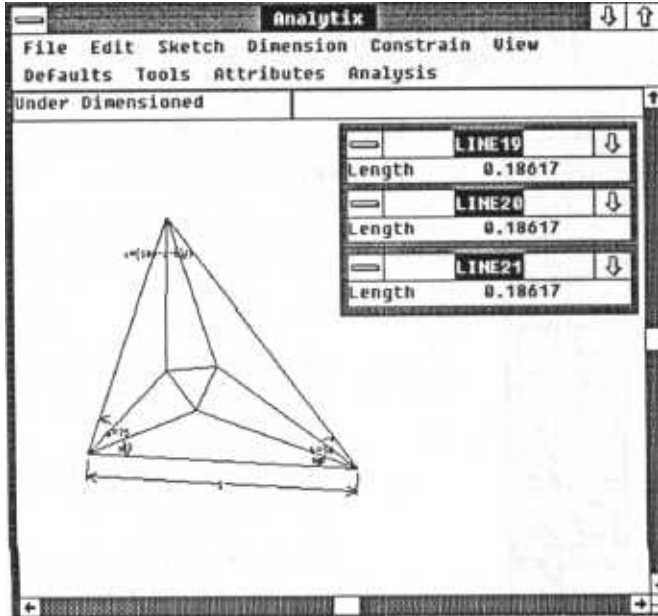 Analytix
File Edit Sketch Dimension Constrain View
Defaults Tools Attributes Analysis
Under Dimensioned
LINE19
Length 0.18617
LINE20
Length 0.18617
LINE21
Length 0.18617